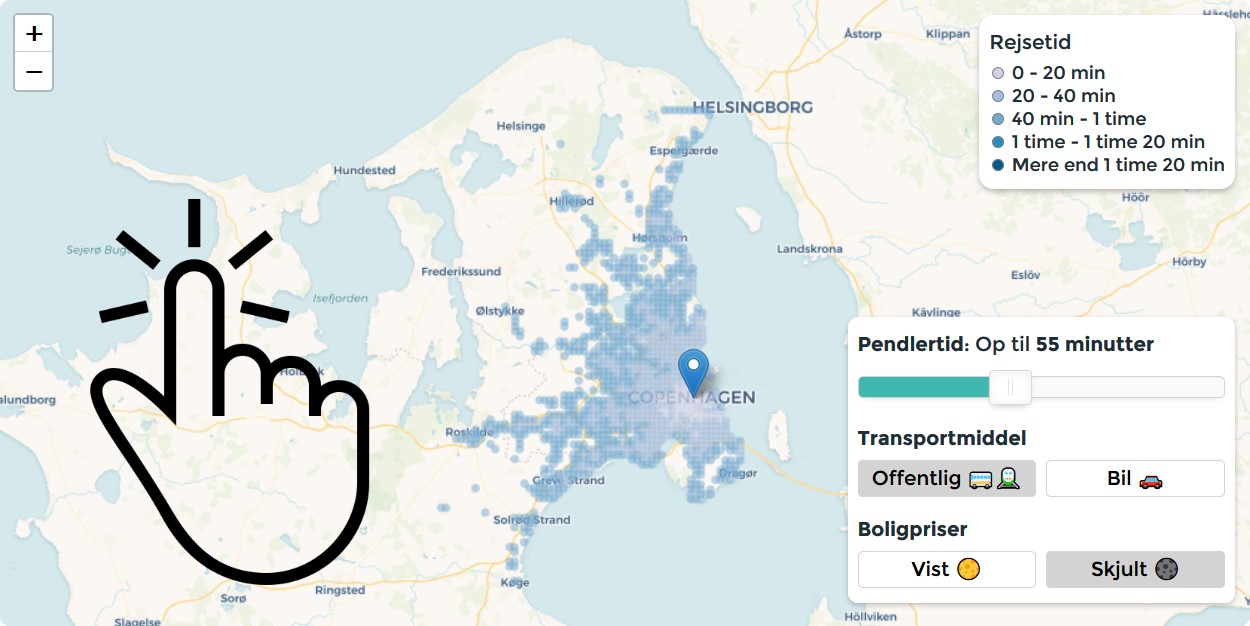 +
−
Hässleho
Åstorp
Klippan
Rejsetid
0 - 20 min
20 - 40 min
40 min - 1 time
1 time - 1 time 20 min
Mere end 1 time 20 min
HELSINGBORG
Helsinge
Espergærde
Hundested
Hillerød
Höör
Hørsholm
Sejerø Bug
Landskrona
Hörby
Frederikssund
Eslöv
Isefjorden
Ølstykke
Kävlinge
Pendlertid: Op til 55 minutter
Holbæk
COPENHAGEN
alundborg
Roskilde
Transportmiddel
Offentlig
Bil
Dragør
Greve Strand
Solrød Strand
Boligpriser
Vist
Skjult
Køge
Ringsted
Sorø
Slagelse
Höllviken